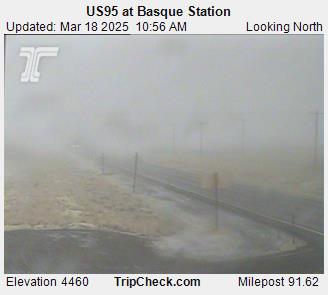 US95 at Basque Station
Updated: Mar 18 2025 10:56 AM Looking North
Elevation 4460 TripCheck.com Milepost 91.62